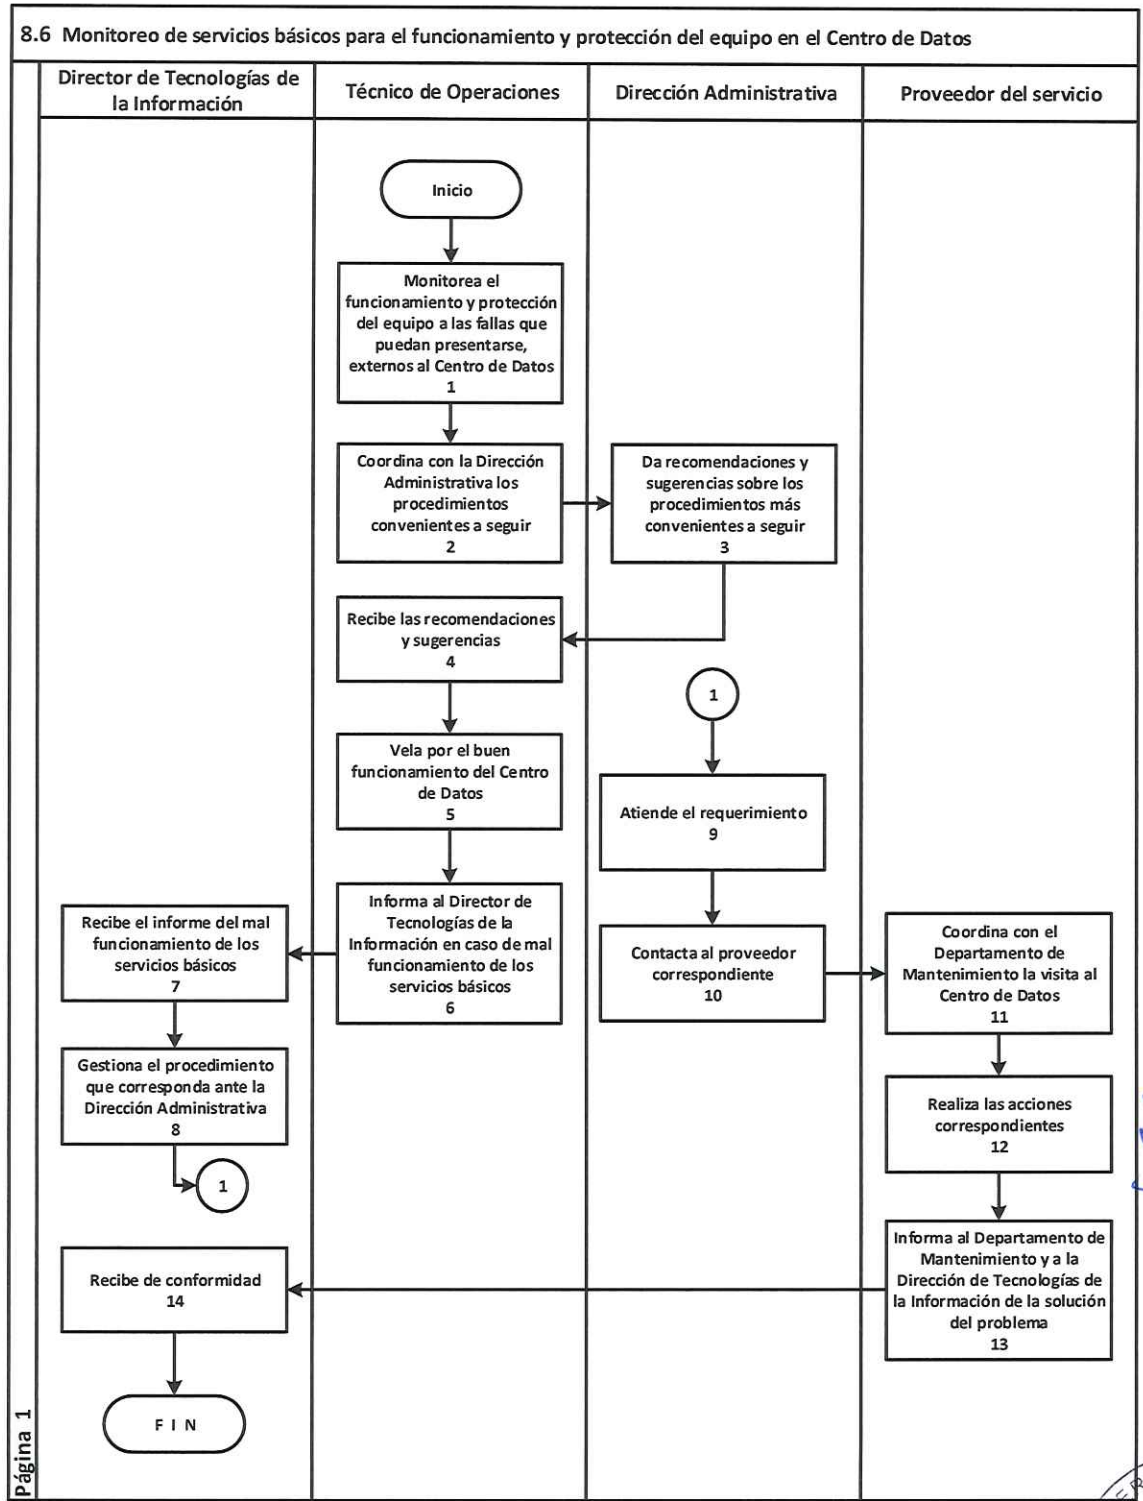 8.6 Monitoreo de servicios básicos para el funcionamiento y protección del equipo en el Centro de Datos
Director de Tecnologías de
la Información
Técnico de Operaciones
Dirección Administrativa
Proveedor del servicio
Inicio
Monitorea el
funcionamiento y protección
del equipo a las fallas que
puedan presentarse,
externos al Centro de Datos
1
Coordina con la Dirección
Administrativa los
procedimientos
convenientes a seguir
2
Da recomendaciones y
sugerencias sobre los
procedimientos más
convenientes a seguir
3
Recibe las recomendaciones
y sugerencias
4
Vela por el buen
funcionamiento del Centro
de Datos
5
Informa al Director de
Tecnologías de la
Información en caso de mal
funcionamiento de los
servicios básicos
6
Recibe el informe del mal
funcionamiento de los
servicios básicos
7
Gestiona el procedimiento
que corresponda ante la
Dirección Administrativa
8
1
1
Atiende el requerimiento
9
Contacta al proveedor
correspondiente
10
Coordina con el
Departamento de
Mantenimiento la visita al
Centro de Datos
11
Realiza las acciones
correspondientes
12
Informa al Departamento de
Mantenimiento y a la
Dirección de Tecnologías de
la Información de la solución
del problema
13
Recibe de conformidad
14
F I N
Página 1